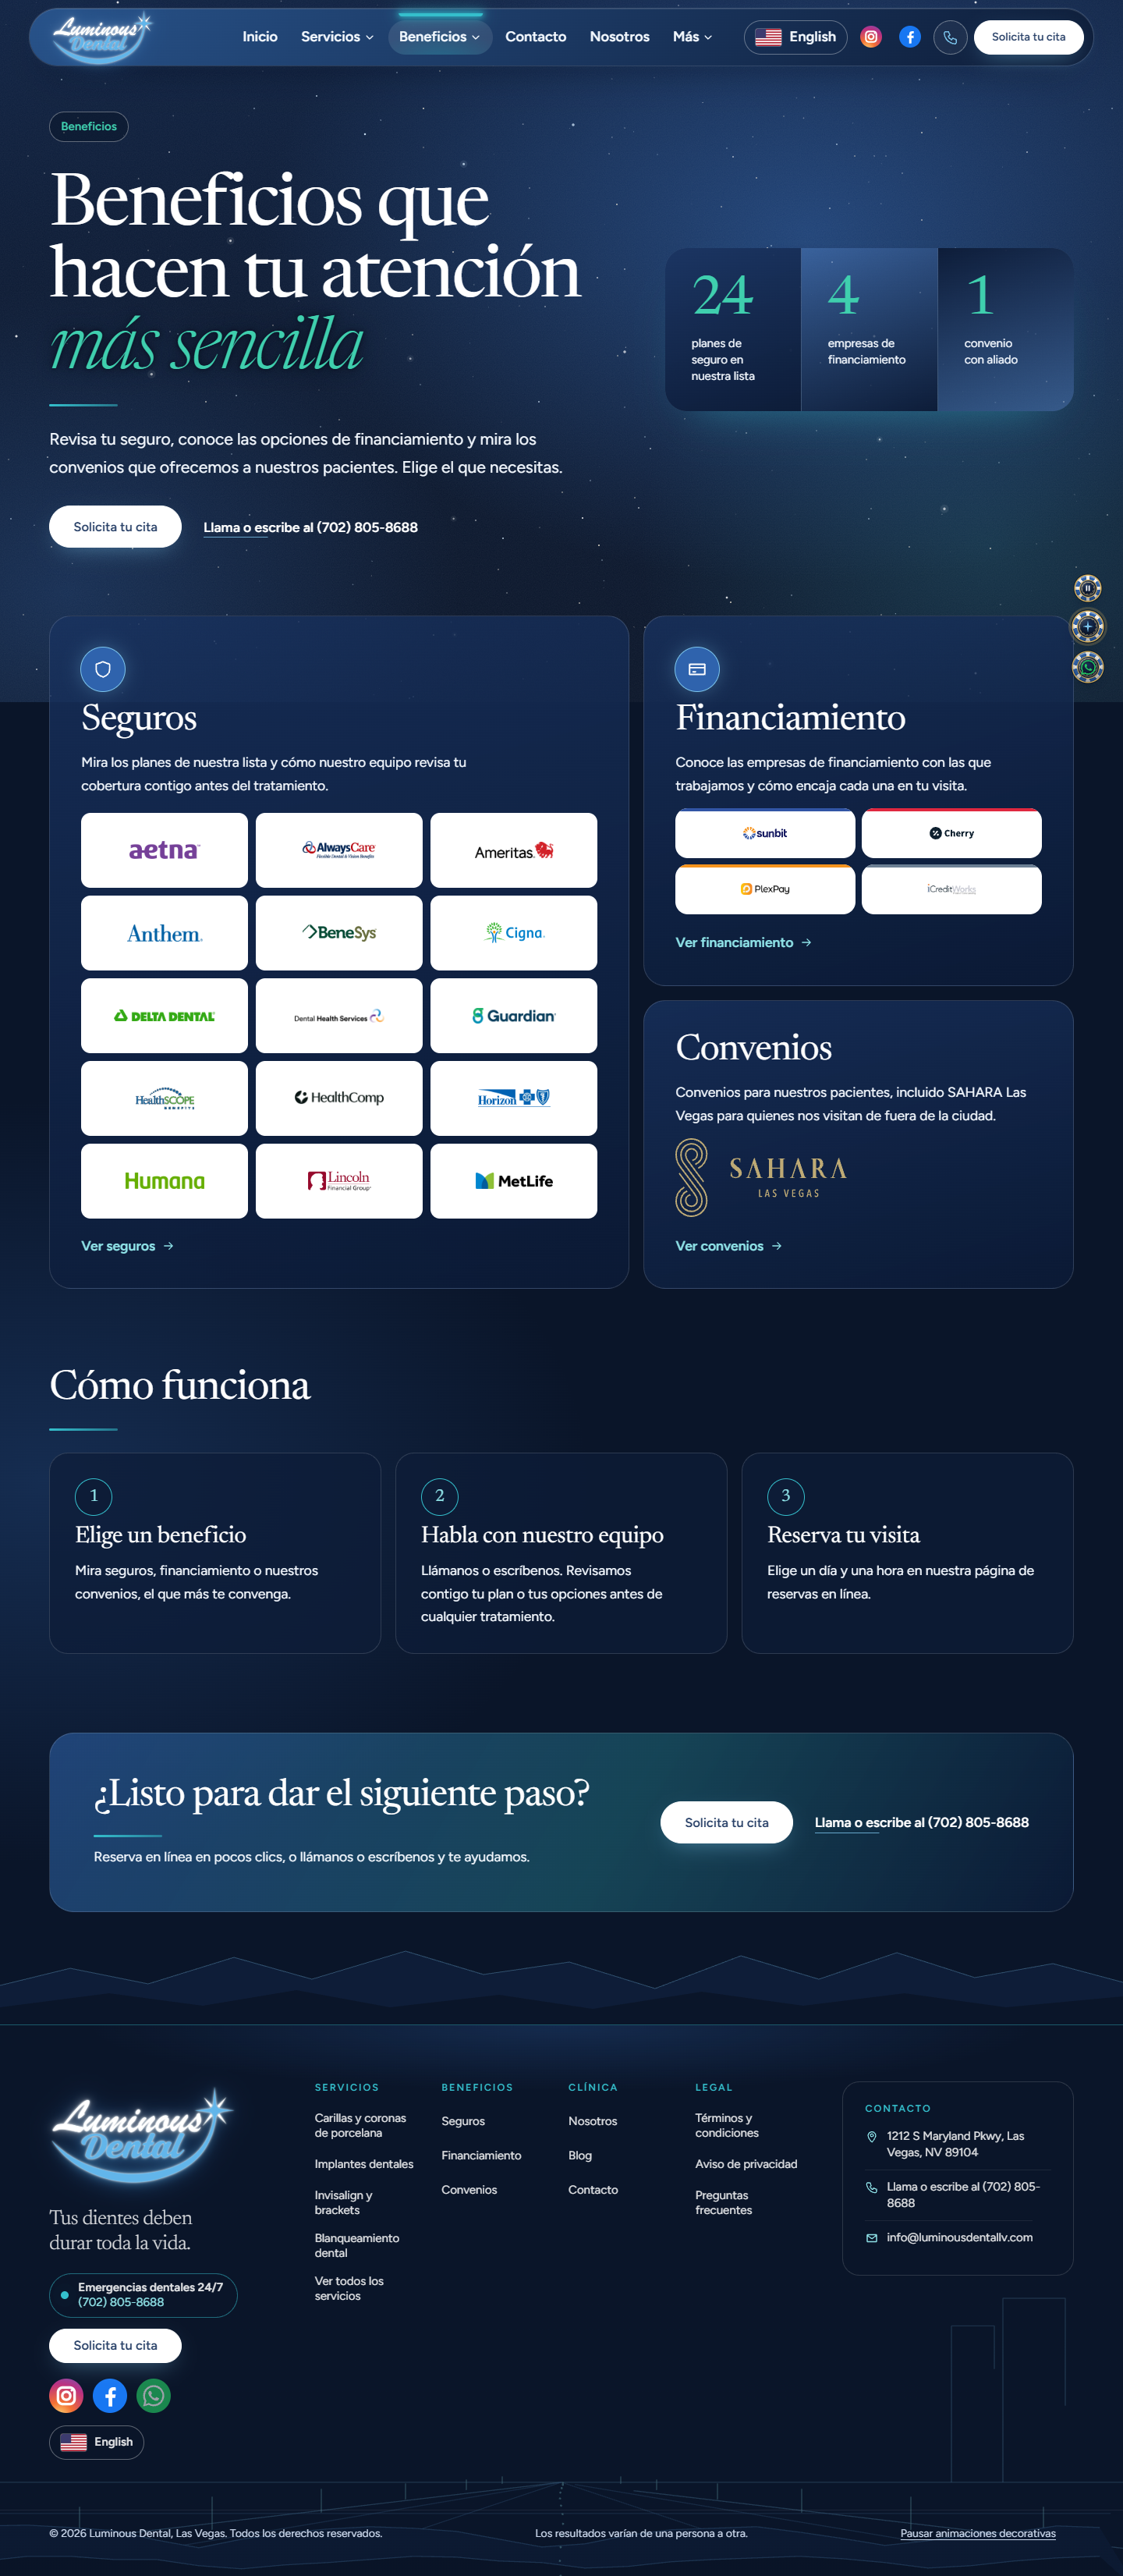 Luminous
Dental
Inicio
Servicios
Beneficios
Contacto
Nosotros
Más
English
Solicita tu cita
Beneficios
Beneficios que
hacen tu atención
más sencilla
24
planes de
seguro en
nuestra lista
4
empresas de
financiamiento
1
convenio
con aliado
Revisa tu seguro, conoce las opciones de financiamiento y mira los
convenios que ofrecemos a nuestros pacientes. Elige el que necesitas.
Solicita tu cita
Llama o escribe al (702) 805-8688
Seguros
Mira los planes de nuestra lista y cómo nuestro equipo revisa tu
cobertura contigo antes del tratamiento.
aetna
AlwaysCare
Flexible Dental & Vision Benefits
Ameritas
Anthem
BeneSys
Cigna
DELTA DENTAL
Dental Health Services
Guardian
HealthSCOPE
BENEFITS
HealthComp
Horizon
Humana
Lincoln
Financial Group
MetLife
Ver seguros
Financiamiento
Conoce las empresas de financiamiento con las que
trabajamos y cómo encaja cada una en tu visita.
sunbit
Cherry
PlexPay
iCreditWorks
Ver financiamiento
Convenios
Convenios para nuestros pacientes, incluido SAHARA Las
Vegas para quienes nos visitan de fuera de la ciudad.
SAHARA
LAS VEGAS
Ver convenios
Cómo funciona
1
Elige un beneficio
Mira seguros, financiamiento o nuestros
convenios, el que más te convenga.
2
Habla con nuestro equipo
Llámanos o escríbenos. Revisamos
contigo tu plan o tus opciones antes de
cualquier tratamiento.
3
Reserva tu visita
Elige un día y una hora en nuestra página de
reservas en línea.
¿Listo para dar el siguiente paso?
Reserva en línea en pocos clics, o llámanos o escríbenos y te ayudamos.
Solicita tu cita
Llama o escribe al (702) 805-8688
Luminous
Dental
Tus dientes deben
durar toda la vida.
Emergencias dentales 24/7
(702) 805-8688
Solicita tu cita
English
SERVICIOS
Carillas y coronas
de porcelana
Implantes dentales
Invisalign y
brackets
Blanqueamiento
dental
Ver todos los
servicios
BENEFICIOS
Seguros
Financiamiento
Convenios
CLÍNICA
Nosotros
Blog
Contacto
LEGAL
Términos y
condiciones
Aviso de privacidad
Preguntas
frecuentes
CONTACTO
1212 S Maryland Pkwy, Las
Vegas, NV 89104
Llama o escribe al (702) 805-
8688
info@luminousdentallv.com
© 2026 Luminous Dental, Las Vegas. Todos los derechos reservados.
Los resultados varían de una persona a otra.
Pausar animaciones decorativas